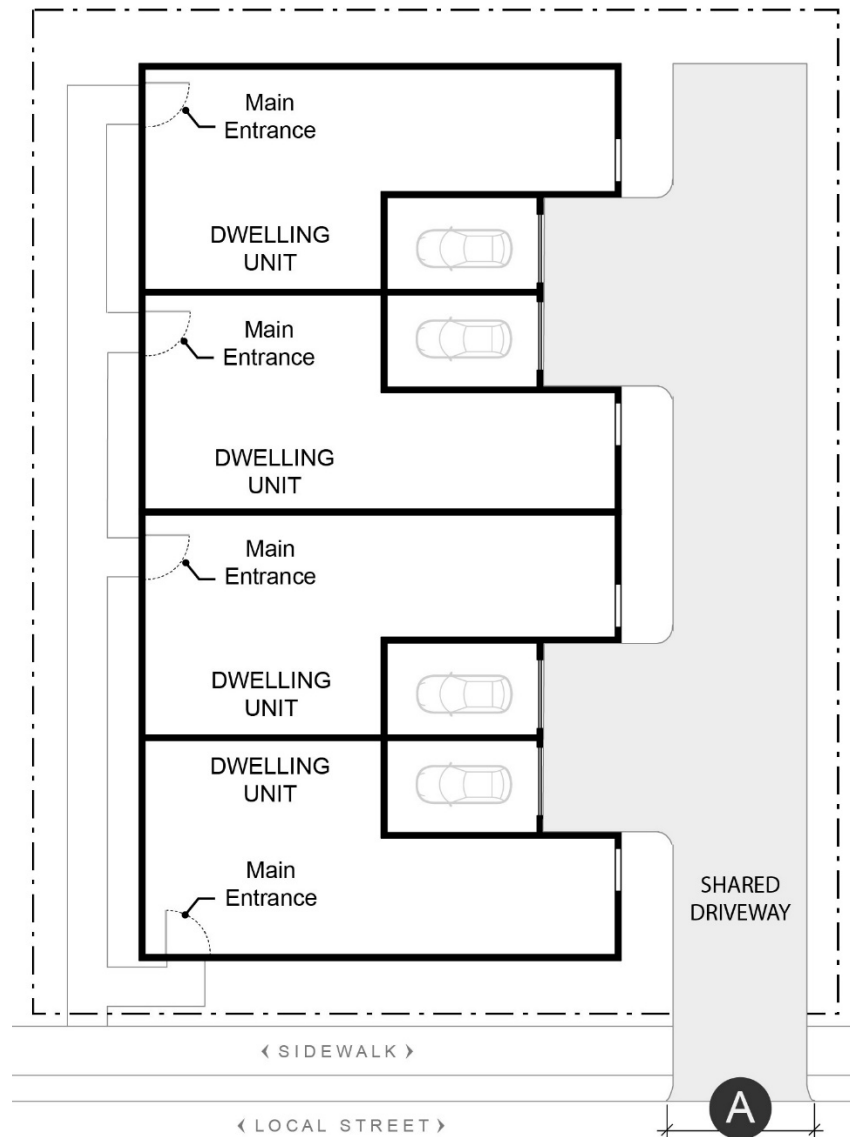 Main
Entrance
DWELLING
UNIT
Main
Entrance
DWELLING
UNIT
Main
Entrance
DWELLING
UNIT
DWELLING
UNIT
Main
Entrance
SHARED
DRIVEWAY
SIDEWALK
LOCAL STREET
A